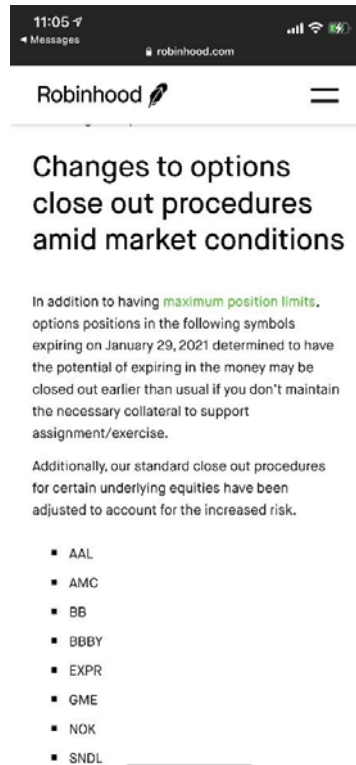 11:05
◄ Messages
robinhood.com
Robinhood
Changes to options
close out procedures
amid market conditions
In addition to having maximum position limits,
options positions in the following symbols
expiring on January 29, 2021 determined to have
the potential of expiring in the money may be
closed out earlier than usual if you don't maintain
the necessary collateral to support
assignment/exercise.
Additionally, our standard close out procedures
for certain underlying equities have been
adjusted to account for the increased risk.
▪ AAL
▪ AMC
▪ BB
▪ BBBY
▪ EXPR
▪ GME
▪ NOK
▪ SNDL